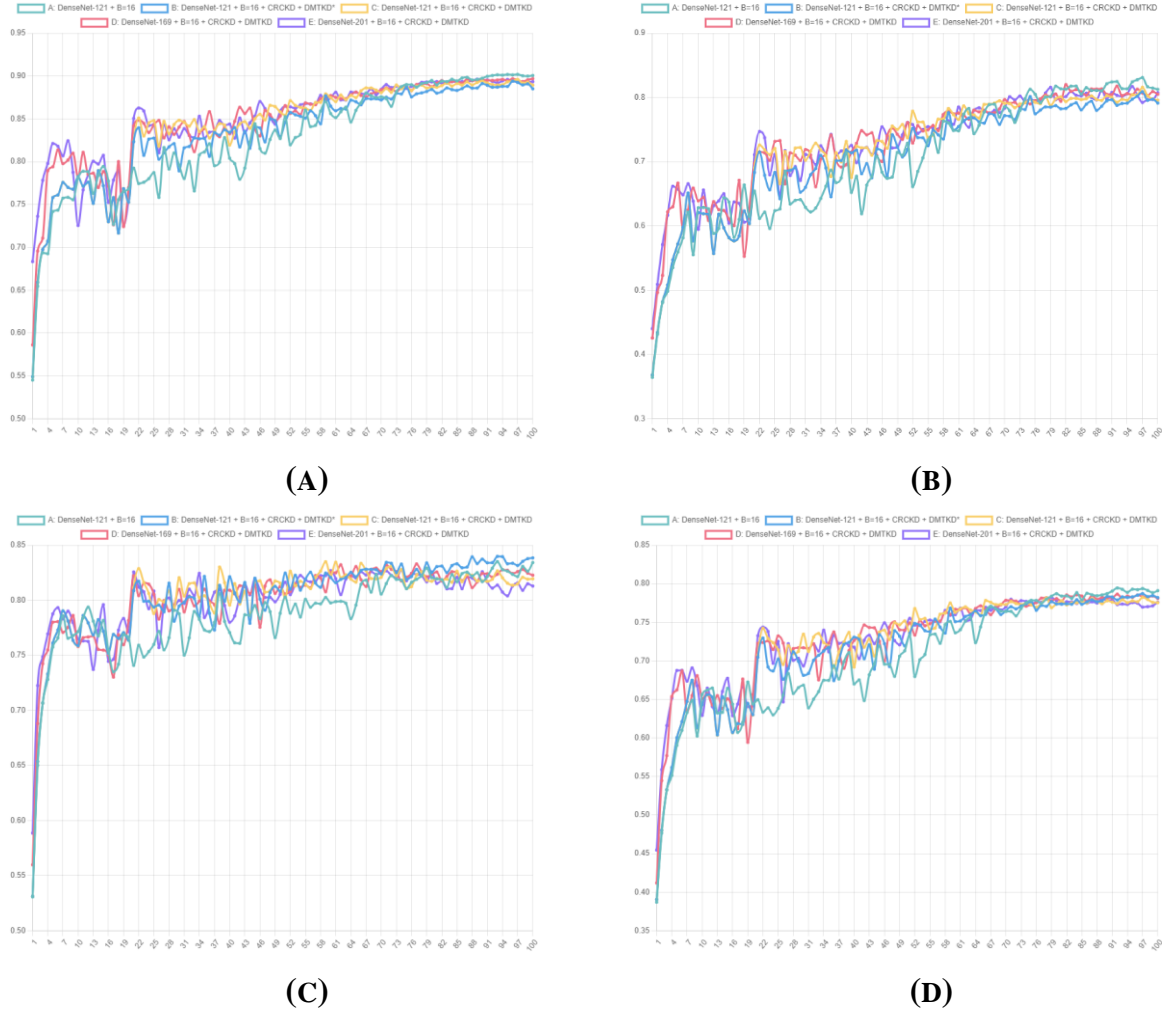 A: DenseNet-121 + B=16 B: DenseNet-121 + B=16 + CRCKD + DMTKD* C: DenseNet-121 + B=16 + CRCKD + DMTKD
D: DenseNet-169 + B=16 + CRCKD + DMTKD E: DenseNet-201 + B=16 + CRCKD + DMTKD
0.95
0.90
0.85
0.80
0.75
0.70
0.65
0.60
0.55
0.50
1 4 7 10 13 16 19 22 25 28 31 34 37 40 43 46 49 52 55 58 61 64 67 70 73 76 79 82 85 88 91 94 97 100
(A)
A: DenseNet-121 + B=16 B: DenseNet-121 + B=16 + CRCKD + DMTKD* C: DenseNet-121 + B=16 + CRCKD + DMTKD
D: DenseNet-169 + B=16 + CRCKD + DMTKD E: DenseNet-201 + B=16 + CRCKD + DMTKD
0.9
0.8
0.7
0.6
0.5
0.4
0.3
1 4 7 10 13 16 19 22 25 28 31 34 37 40 43 46 49 52 55 58 61 64 67 70 73 76 79 82 85 88 91 94 97 100
(B)
A: DenseNet-121 + B=16 B: DenseNet-121 + B=16 + CRCKD + DMTKD* C: DenseNet-121 + B=16 + CRCKD + DMTKD
D: DenseNet-169 + B=16 + CRCKD + DMTKD E: DenseNet-201 + B=16 + CRCKD + DMTKD
0.85
0.80
0.75
0.70
0.65
0.60
0.55
0.50
1 4 7 10 13 16 19 22 25 28 31 34 37 40 43 46 49 52 55 58 61 64 67 70 73 76 79 82 85 88 91 94 97 100
(C)
A: DenseNet-121 + B=16 B: DenseNet-121 + B=16 + CRCKD + DMTKD* C: DenseNet-121 + B=16 + CRCKD + DMTKD
D: DenseNet-169 + B=16 + CRCKD + DMTKD E: DenseNet-201 + B=16 + CRCKD + DMTKD
0.85
0.80
0.75
0.70
0.65
0.60
0.55
0.50
0.45
0.40
0.35
1 4 7 10 13 16 19 22 25 28 31 34 37 40 43 46 49 52 55 58 61 64 67 70 73 76 79 82 85 88 91 94 97 100
(D)